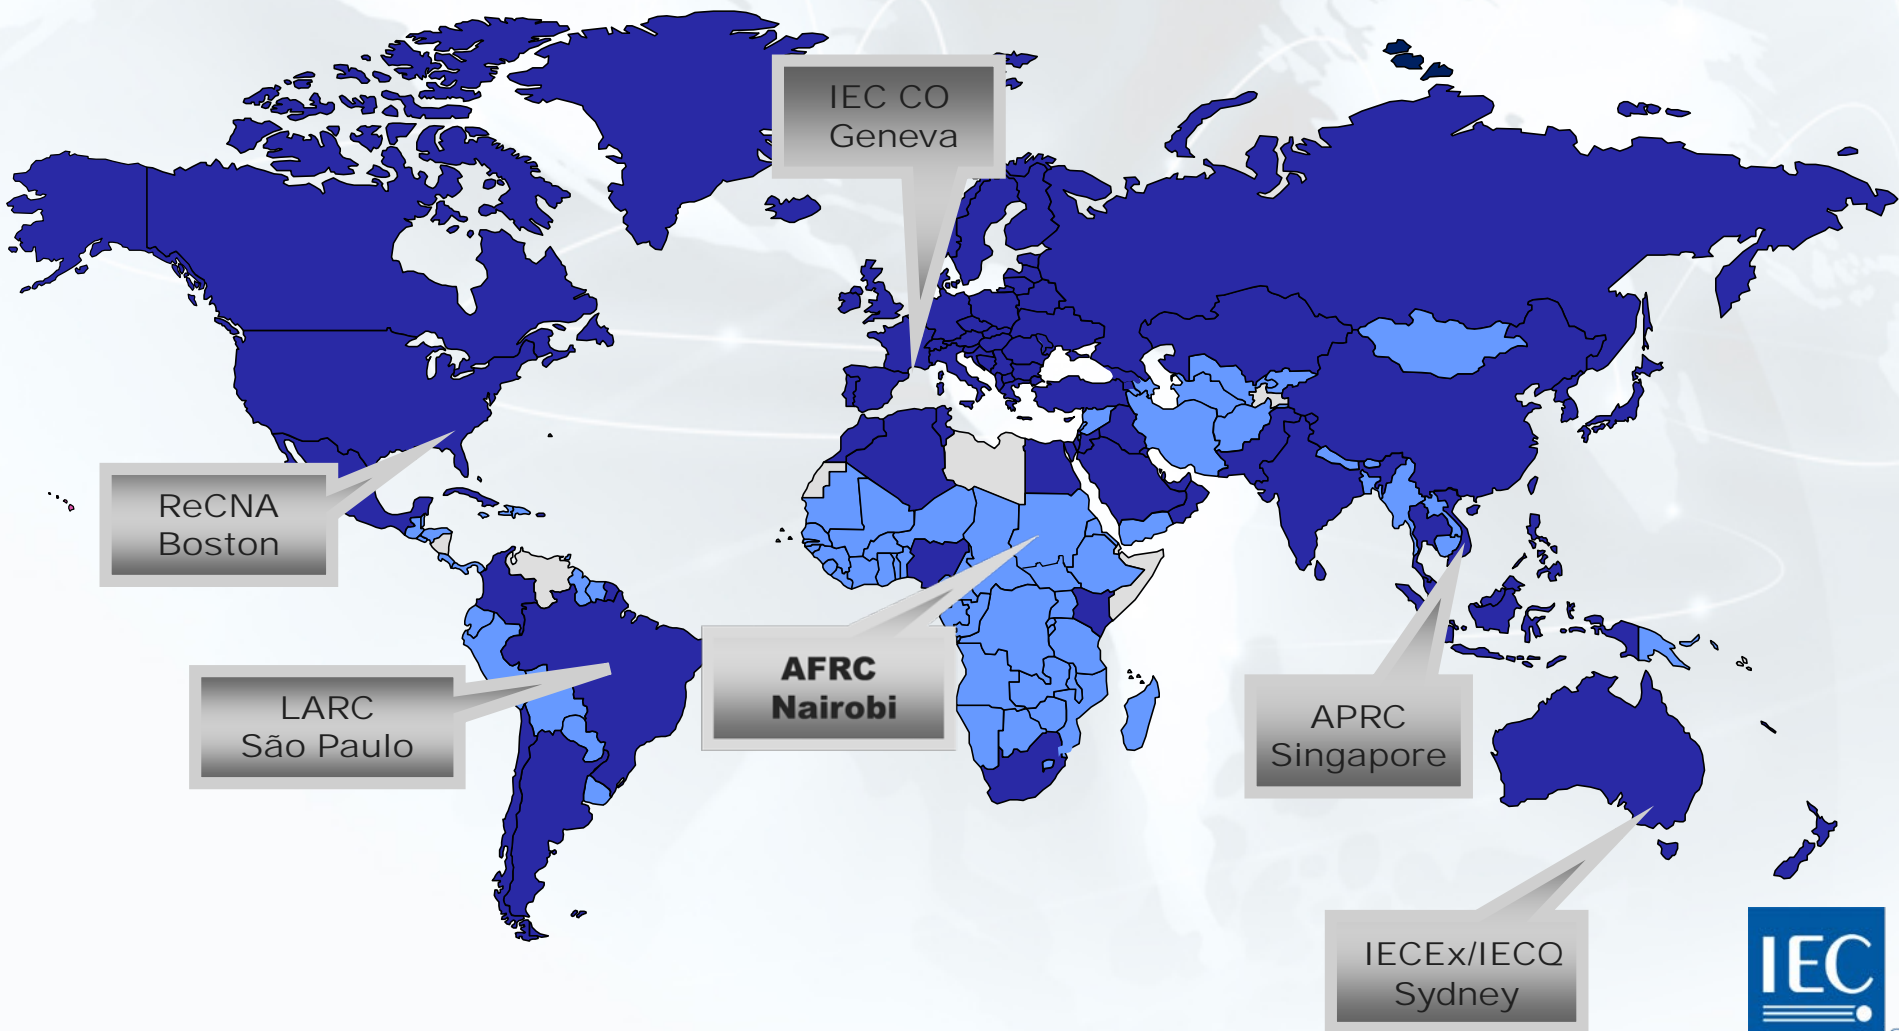 IEC CO
Geneva
ReCNA
Boston
LARC
São Paulo
AFRC
Nairobi
APRC
Singapore
IECEx/IECQ
Sydney
IEC